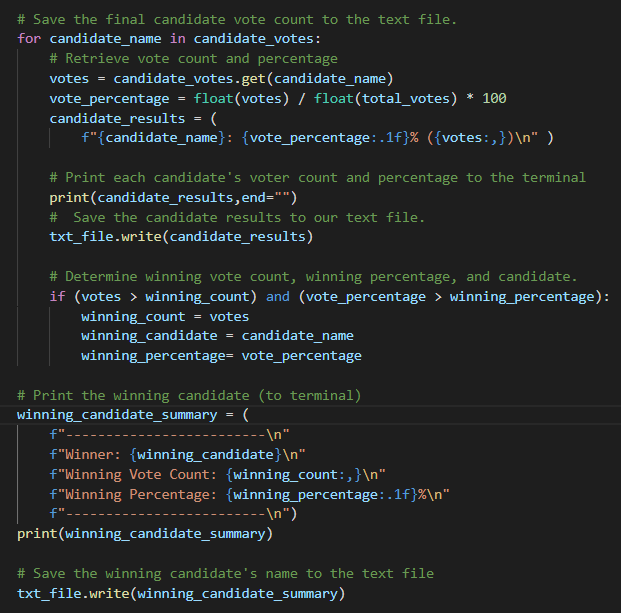 # Save the final candidate vote count to the text file.
for candidate_name in candidate_votes:
    # Retrieve vote count and percentage
    votes = candidate_votes.get(candidate_name)
    vote_percentage = float(votes) / float(total_votes) * 100
    candidate_results = (
        f"{candidate_name}: {vote_percentage:.1f}% ({votes:,})\n" )

    # Print each candidate's voter count and percentage to the terminal
    print(candidate_results,end="")
    #  Save the candidate results to our text file.
    txt_file.write(candidate_results)

    # Determine winning vote count, winning percentage, and candidate.
    if (votes > winning_count) and (vote_percentage > winning_percentage):
        winning_count = votes
        winning_candidate = candidate_name
        winning_percentage= vote_percentage

# Print the winning candidate (to terminal)
winning_candidate_summary = (
    f"-------------------------\n"
    f"Winner: {winning_candidate}\n"
    f"Winning Vote Count: {winning_count:,}\n"
    f"Winning Percentage: {winning_percentage:.1f}%\n"
    f"-------------------------\n")
print(winning_candidate_summary)

# Save the winning candidate's name to the text file
txt_file.write(winning_candidate_summary)